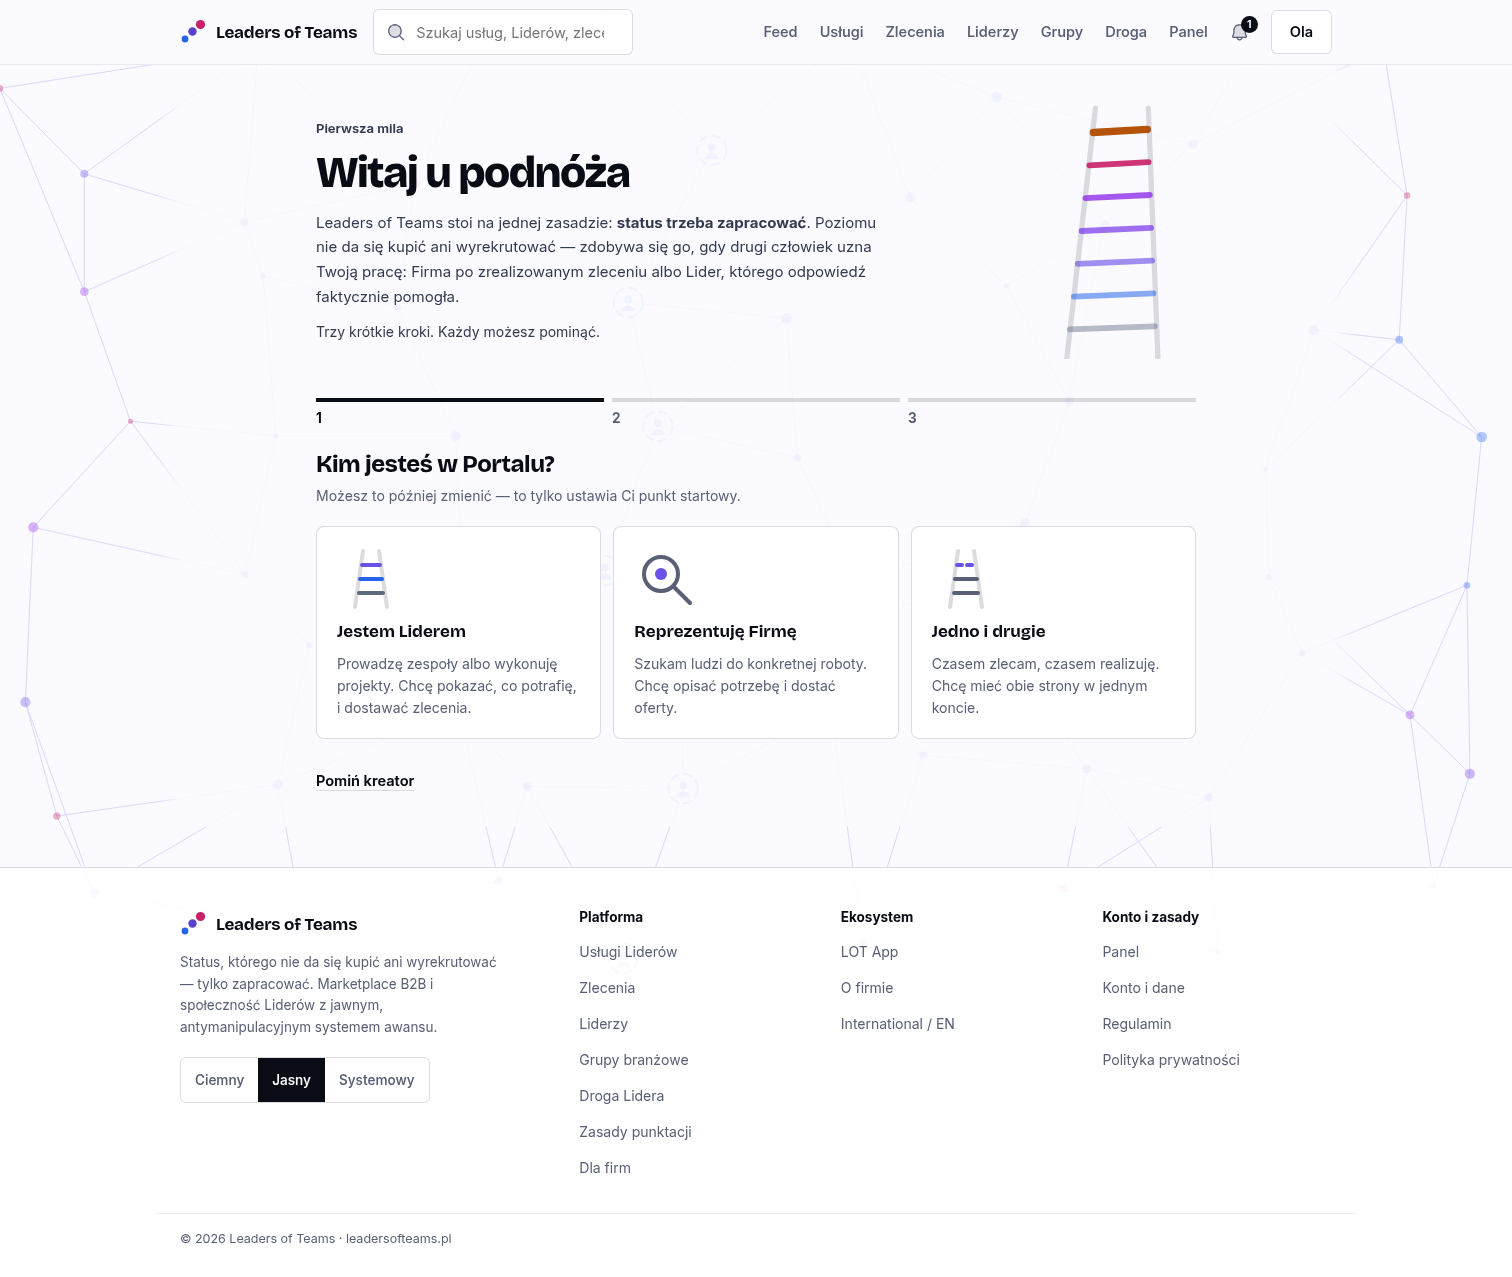 Leaders of Teams
Szukaj usług, Liderów, zlece
Feed
Usługi
Zlecenia
Liderzy
Grupy
Droga
Panel
1
Ola
Pierwsza mila
Witaj u podnóża
Leaders of Teams stoi na jednej zasadzie: status trzeba zapracować. Poziomu
nie da się kupić ani wyrekrutować — zdobywa się go, gdy drugi człowiek uzna
Twoją pracę: Firma po zrealizowanym zleceniu albo Lider, którego odpowiedź
faktycznie pomogła.
Trzy krótkie kroki. Każdy możesz pominąć.
1
2
3
Kim jesteś w Portalu?
Możesz to później zmienić — to tylko ustawia Ci punkt startowy.
Jestem Liderem
Prowadzę zespoły albo wykonuję
projekty. Chcę pokazać, co potrafię,
i dostawać zlecenia.
Reprezentuję Firmę
Szukam ludzi do konkretnej roboty.
Chcę opisać potrzebę i dostać
oferty.
Jedno i drugie
Czasem zlecam, czasem realizuję.
Chcę mieć obie strony w jednym
koncie.
Pomiń kreator
Leaders of Teams
Status, którego nie da się kupić ani wyrekrutować
— tylko zapracować. Marketplace B2B i
społeczność Liderów z jawnym,
antymanipulacyjnym systemem awansu.
Ciemny
Jasny
Systemowy
Platforma
Usługi Liderów
Zlecenia
Liderzy
Grupy branżowe
Droga Lidera
Zasady punktacji
Dla firm
Ekosystem
LOT App
O firmie
International / EN
Konto i zasady
Panel
Konto i dane
Regulamin
Polityka prywatności
© 2026 Leaders of Teams · leadersofteams.pl